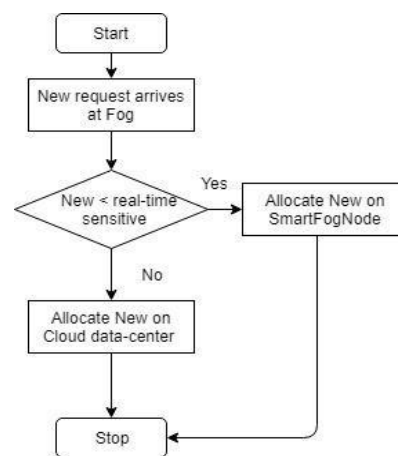 Start
New request arrives
at Fog
New < real-time
sensitive
Yes
Allocate New on
SmartFogNode
No
Allocate New on
Cloud data-center
Stop